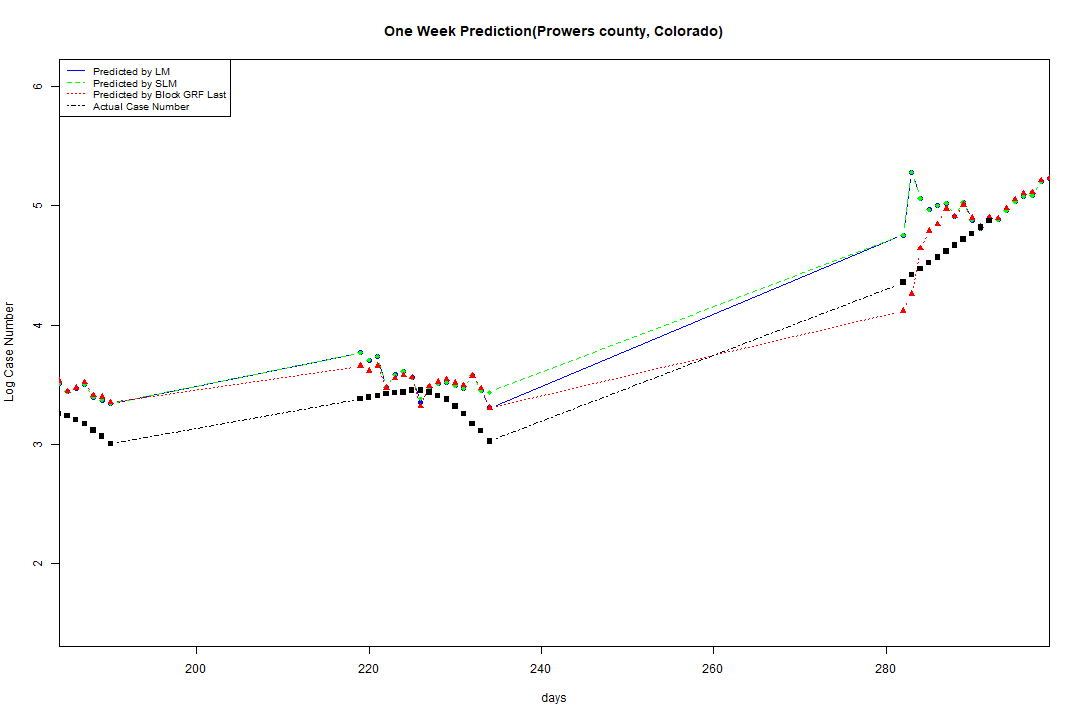 One Week Prediction(Prowers county, Colorado)
Predicted by LM
Predicted by SLM
Predicted by Block GRF Last
Actual Case Number
6
5
4
3
2
Log Case Number
200 220 240 260 280
days